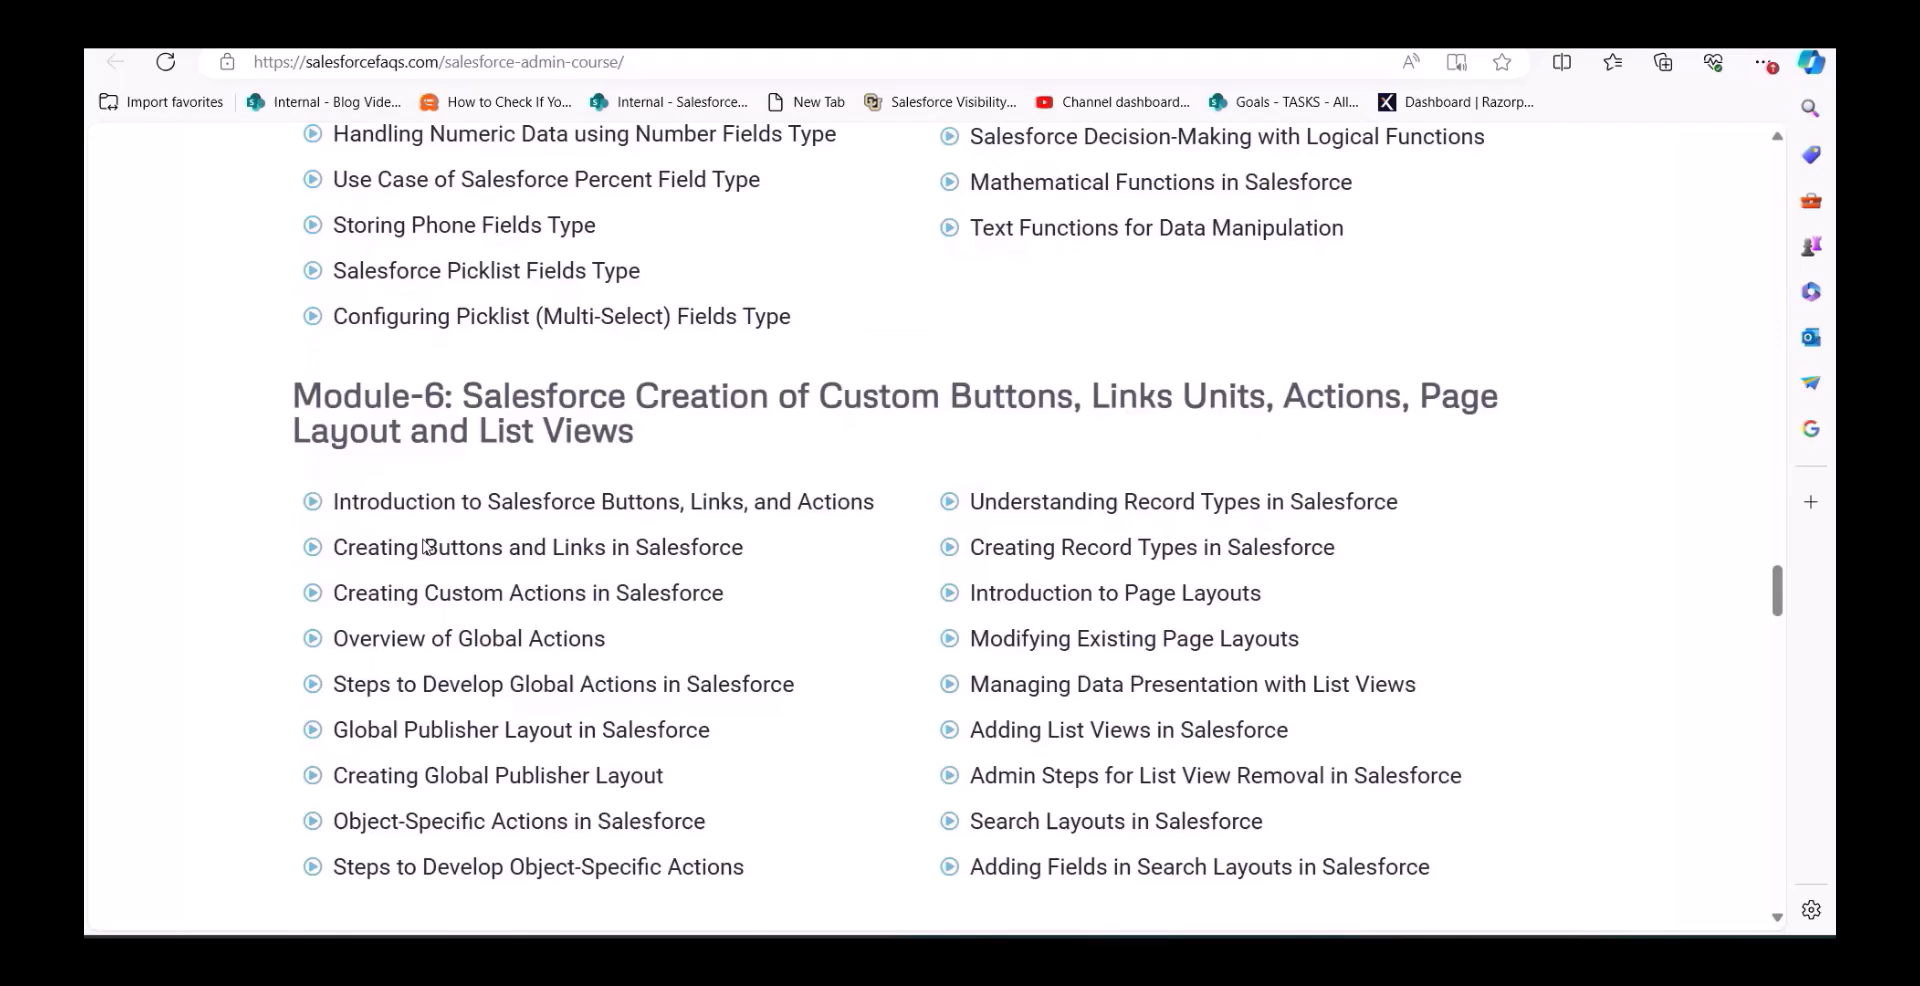 https://salesforcefaqs.com/salesforce-admin-course/
Import favorites
Internal - Blog Vide...
How to Check If Yo...
Internal - Salesforce...
New Tab
Salesforce Visibility...
Channel dashboard...
Goals - TASKS - All...
Dashboard | Razorp...
Handling Numeric Data using Number Fields Type
Use Case of Salesforce Percent Field Type
Storing Phone Fields Type
Salesforce Picklist Fields Type
Configuring Picklist (Multi-Select) Fields Type
Salesforce Decision-Making with Logical Functions
Mathematical Functions in Salesforce
Text Functions for Data Manipulation
Module-6: Salesforce Creation of Custom Buttons, Links Units, Actions, Page
Layout and List Views
Introduction to Salesforce Buttons, Links, and Actions
Creating Buttons and Links in Salesforce
Creating Custom Actions in Salesforce
Overview of Global Actions
Steps to Develop Global Actions in Salesforce
Global Publisher Layout in Salesforce
Creating Global Publisher Layout
Object-Specific Actions in Salesforce
Steps to Develop Object-Specific Actions
Understanding Record Types in Salesforce
Creating Record Types in Salesforce
Introduction to Page Layouts
Modifying Existing Page Layouts
Managing Data Presentation with List Views
Adding List Views in Salesforce
Admin Steps for List View Removal in Salesforce
Search Layouts in Salesforce
Adding Fields in Search Layouts in Salesforce